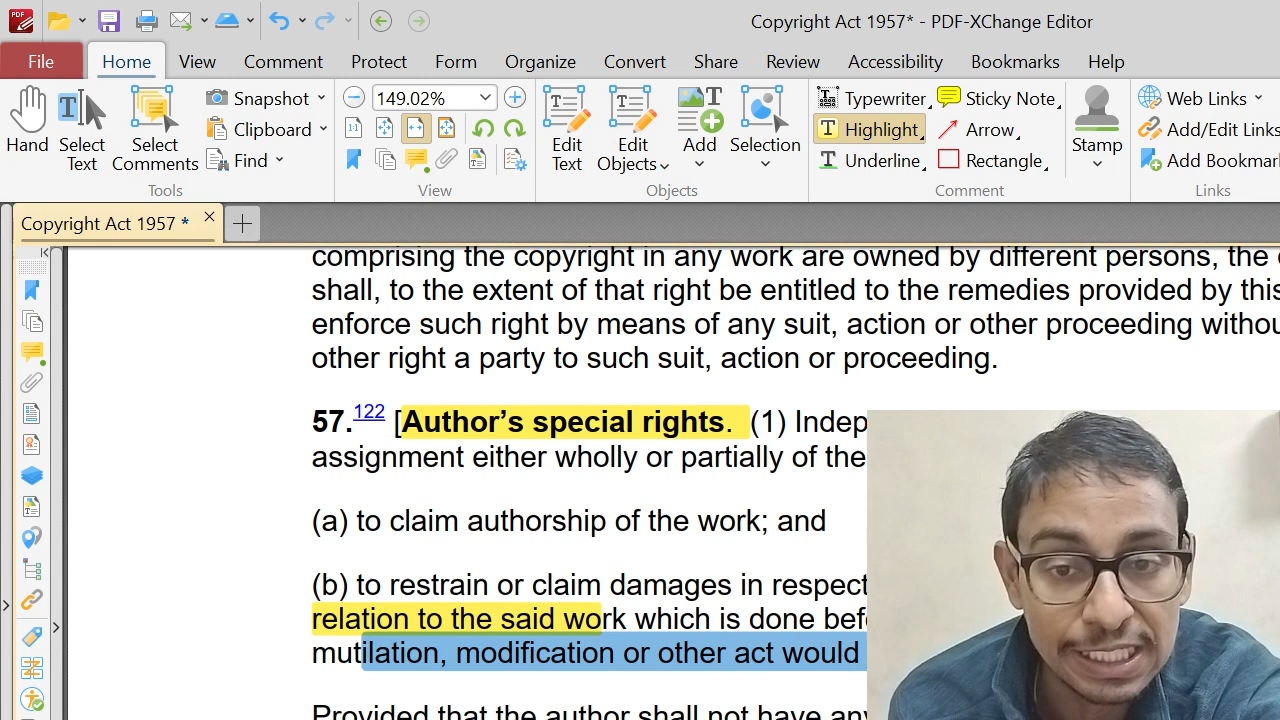 Copyright Act 1957* - PDF-XChange Editor
File Home View Comment Protect Form Organize Convert Share Review Accessibility Bookmarks Help
Hand
Select Text
Select Comments
Snapshot
Clipboard
Find
Tools
149.02%
View
Edit Text
Edit Objects
Add
Selection
Objects
Typewriter
Highlight
Underline
Sticky Note
Arrow
Rectangle
Stamp
Comment
Web Links
Add/Edit Links
Add Bookmar
Links
Copyright Act 1957 *
comprising the copyright in any work are owned by different persons, the
shall, to the extent of that right be entitled to the remedies provided by this
enforce such right by means of any suit, action or other proceeding withou
other right a party to such suit, action or proceeding.
57.122 [Author’s special rights. (1) Indep
assignment either wholly or partially of the
(a) to claim authorship of the work; and
(b) to restrain or claim damages in respect
relation to the said work which is done bef
mutilation, modification or other act would
Provided that the author shall not have any